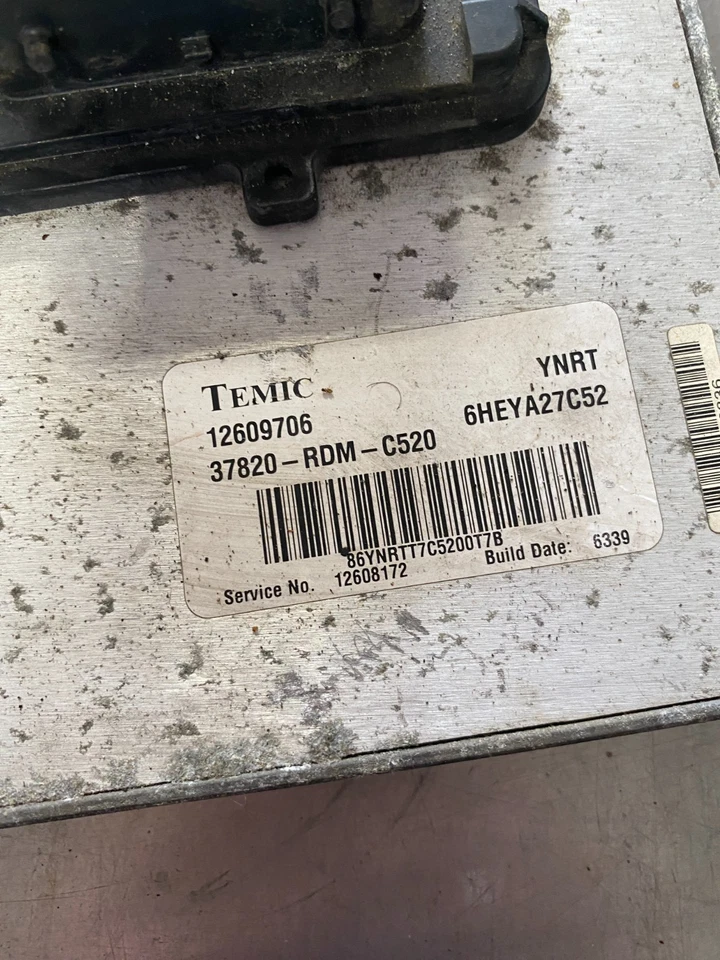 TEMIC
YNRT
12609706
6HEYA27C52
37820-RDM-C520
86YNRTT7C5200T7B
Service No. 12608172
Build Date: 6339